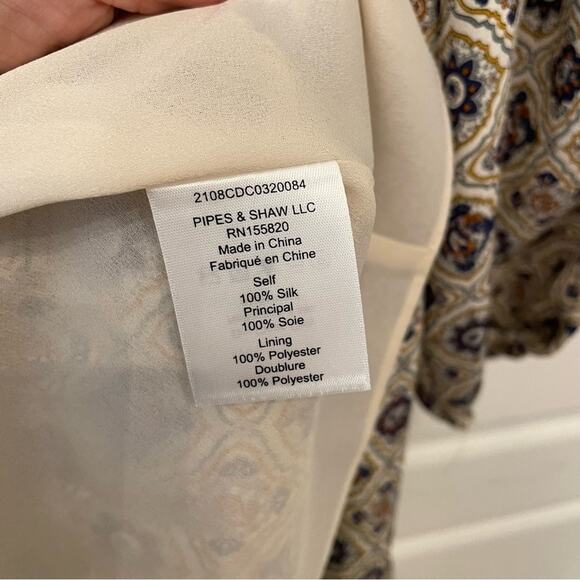 2108CDC0320084
PIPES & SHAW LLC
RN155820
Made in China
Fabriqué en Chine
Self
100% Silk
Principal
100% Soie
Lining
100% Polyester
Doublure
100% Polyester